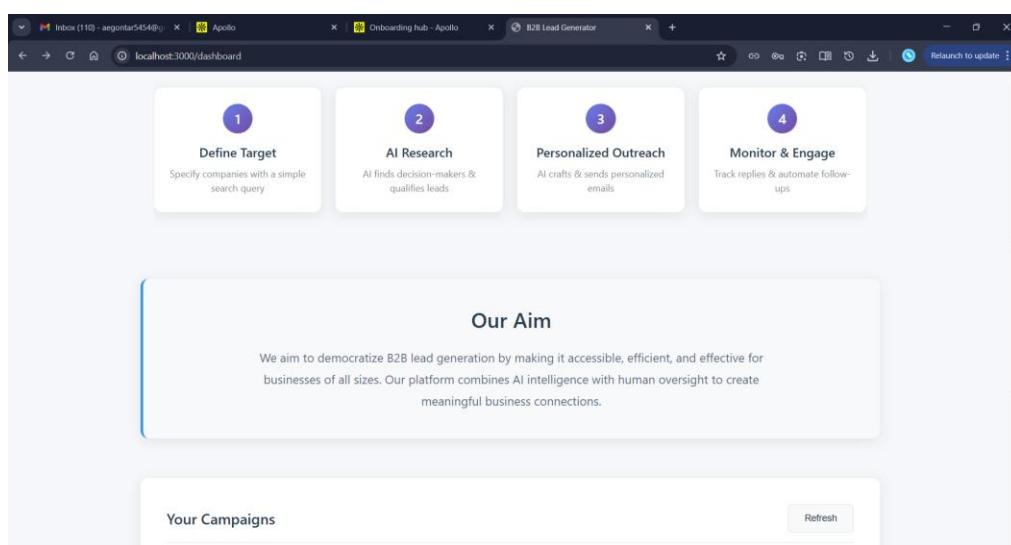 Inbox (110) - aegontar5454@g
Apollo
Onboarding hub - Apollo
B2B Lead Generator
localhost:3000/dashboard
Relaunch to update
1
2
3
4
Define Target
AI Research
Personalized Outreach
Monitor & Engage
Specify companies with a simple
search query
AI finds decision-makers &
qualifies leads
AI crafts & sends personalized
emails
Track replies & automate follow-
ups
Our Aim
We aim to democratize B2B lead generation by making it accessible, efficient, and effective for
businesses of all sizes. Our platform combines AI intelligence with human oversight to create
meaningful business connections.
Your Campaigns
Refresh